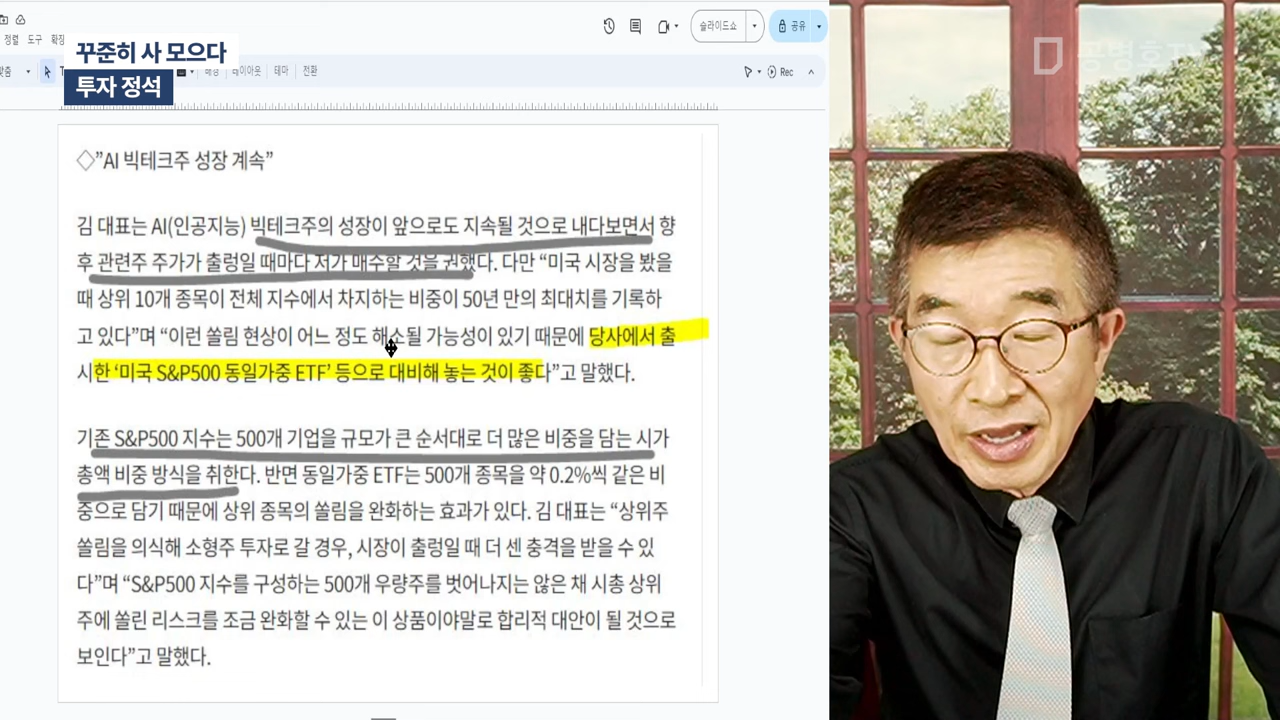 정렬 도구 확장
슬라이드쇼
공유
꾸준히 사 모으다
투자 정석
맞춤
배경
레이아웃
테마
전환
Rec
공명
◇”AI 빅테크주 성장 계속”
김 대표는 AI(인공지능) 빅테크주의 성장이 앞으로도 지속될 것으로 내다보면서 향
후 관련주 주가가 출렁일 때마다 저가 매수할 것을 권했다. 다만 “미국 시장을 봤을
때 상위 10개 종목이 전체 지수에서 차지하는 비중이 50년 만의 최대치를 기록하
고 있다”며 “이런 쏠림 현상이 어느 정도 해소될 가능성이 있기 때문에 당사에서 출
시한 ‘미국 S&P500 동일가중 ETF’ 등으로 대비해 놓는 것이 좋다”고 말했다.
기존 S&P500 지수는 500개 기업을 규모가 큰 순서대로 더 많은 비중을 담는 시가
총액 비중 방식을 취한다. 반면 동일가중 ETF는 500개 종목을 약 0.2%씩 같은 비
중으로 담기 때문에 상위 종목의 쏠림을 완화하는 효과가 있다. 김 대표는 “상위주
쏠림을 의식해 소형주 투자로 갈 경우, 시장이 출렁일 때 더 센 충격을 받을 수 있
다”며 “S&P500 지수를 구성하는 500개 우량주를 벗어나지는 않은 채 시총 상위
주에 쏠린 리스크를 조금 완화할 수 있는 이 상품이야말로 합리적 대안이 될 것으로
보인다”고 말했다.